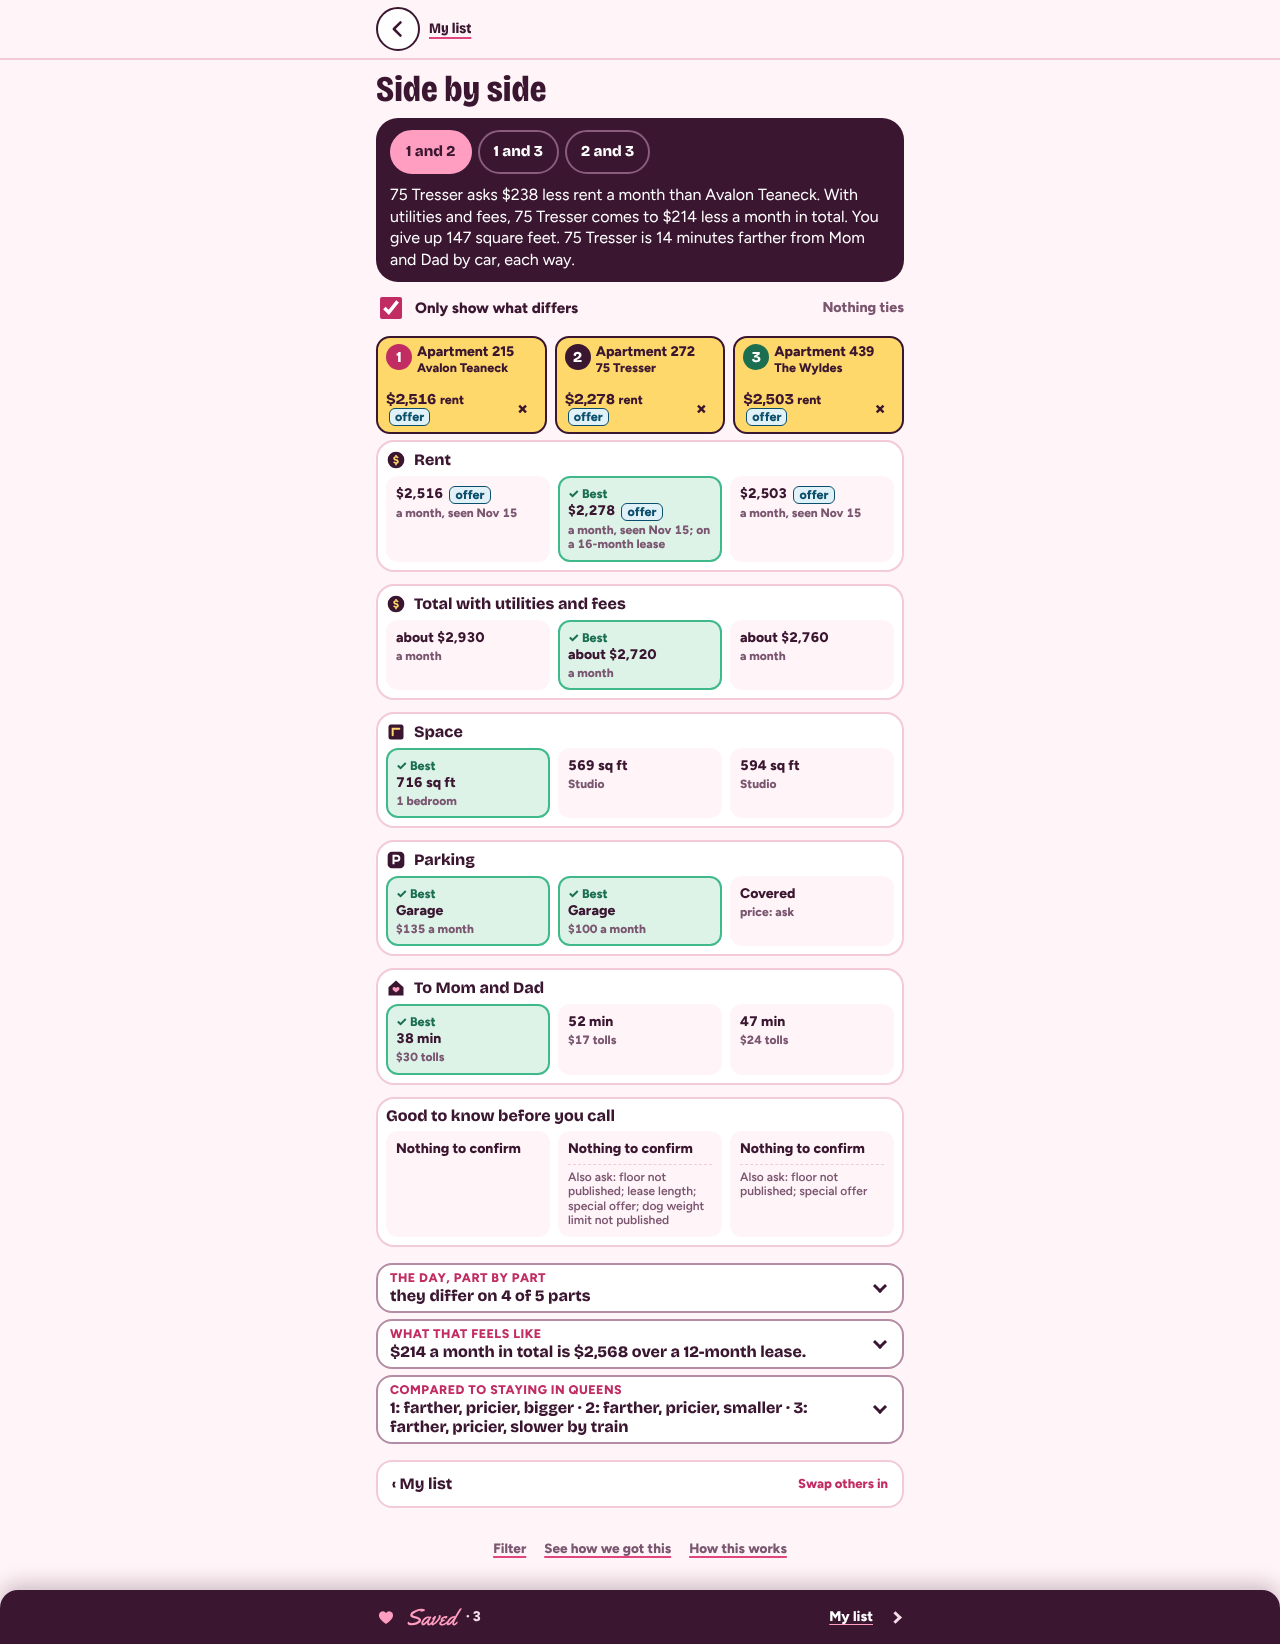 My list
Side by side
1 and 2
1 and 3
2 and 3
75 Tresser asks $238 less rent a month than Avalon Teaneck. With
utilities and fees, 75 Tresser comes to $214 less a month in total. You
give up 147 square feet. 75 Tresser is 14 minutes farther from Mom
and Dad by car, each way.
Only show what differs
Nothing ties
1
Apartment 215
Avalon Teaneck
$2,516 rent
offer
×
2
Apartment 272
75 Tresser
$2,278 rent
offer
×
3
Apartment 439
The Wyldes
$2,503 rent
offer
×
$ Rent
$2,516 offer
a month, seen Nov 15
✓ Best
$2,278 offer
a month, seen Nov 15; on
a 16-month lease
$2,503 offer
a month, seen Nov 15
$ Total with utilities and fees
about $2,930
a month
✓ Best
about $2,720
a month
about $2,760
a month
Space
✓ Best
716 sq ft
1 bedroom
569 sq ft
Studio
594 sq ft
Studio
P Parking
✓ Best
Garage
$135 a month
✓ Best
Garage
$100 a month
Covered
price: ask
To Mom and Dad
✓ Best
38 min
$30 tolls
52 min
$17 tolls
47 min
$24 tolls
Good to know before you call
Nothing to confirm
Nothing to confirm
Also ask: floor not
published; lease length;
special offer; dog weight
limit not published
Nothing to confirm
Also ask: floor not
published; special offer
THE DAY, PART BY PART
they differ on 4 of 5 parts
WHAT THAT FEELS LIKE
$214 a month in total is $2,568 over a 12-month lease.
COMPARED TO STAYING IN QUEENS
1: farther, pricier, bigger · 2: farther, pricier, smaller · 3:
farther, pricier, slower by train
‹ My list
Swap others in
Filter
See how we got this
How this works
Saved · 3
My list